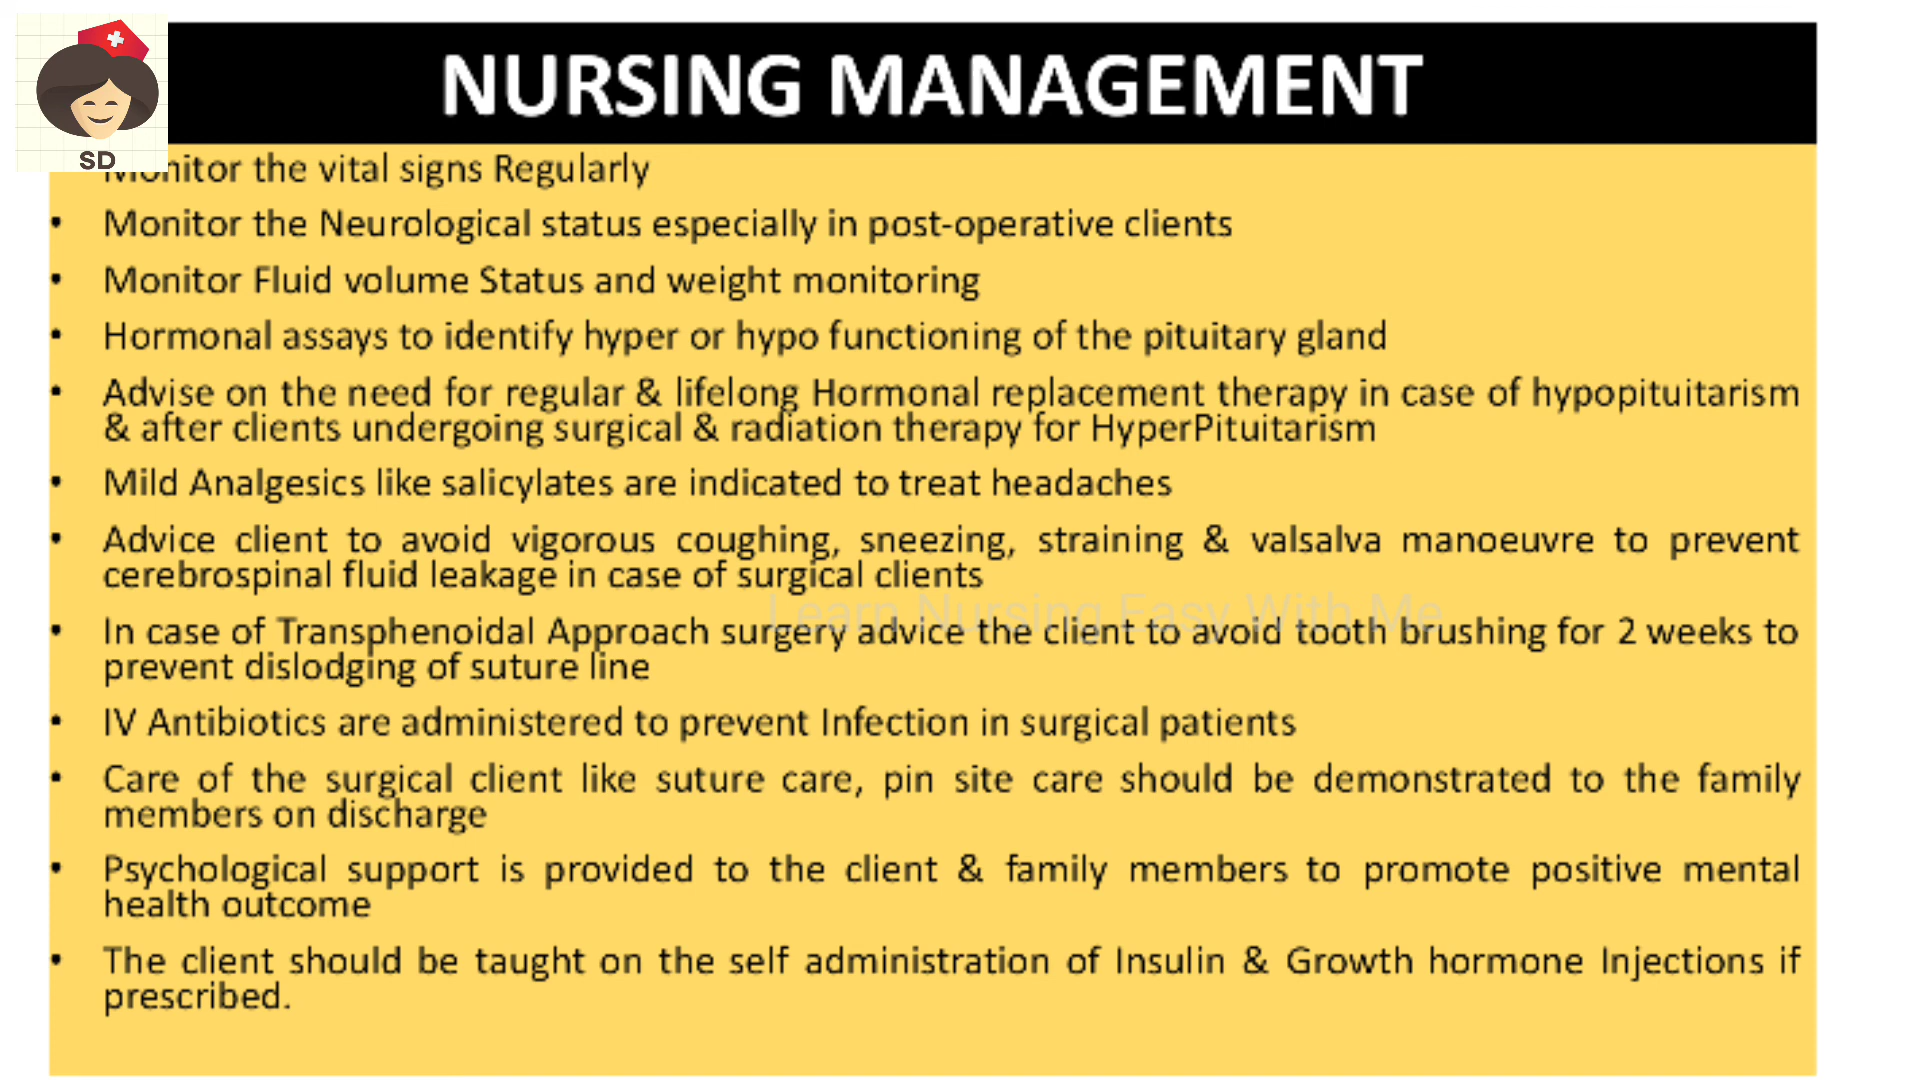 NURSING MANAGEMENT
SD
Monitor the vital signs Regularly
• Monitor the Neurological status especially in post-operative clients
• Monitor Fluid volume Status and weight monitoring
• Hormonal assays to identify hyper or hypo functioning of the pituitary gland
• Advise on the need for regular & lifelong Hormonal replacement therapy in case of hypopituitarism
& after clients undergoing surgical & radiation therapy for HyperPituitarism
• Mild Analgesics like salicylates are indicated to treat headaches
• Advice client to avoid vigorous coughing, sneezing, straining & valsalva manoeuvre to prevent
cerebrospinal fluid leakage in case of surgical clients
Learn Nursing Easy With Me
• In case of Transphenoidal Approach surgery advice the client to avoid tooth brushing for 2 weeks to
prevent dislodging of suture line
• IV Antibiotics are administered to prevent Infection in surgical patients
• Care of the surgical client like suture care, pin site care should be demonstrated to the family
members on discharge
• Psychological support is provided to the client & family members to promote positive mental
health outcome
• The client should be taught on the self administration of Insulin & Growth hormone Injections if
prescribed.